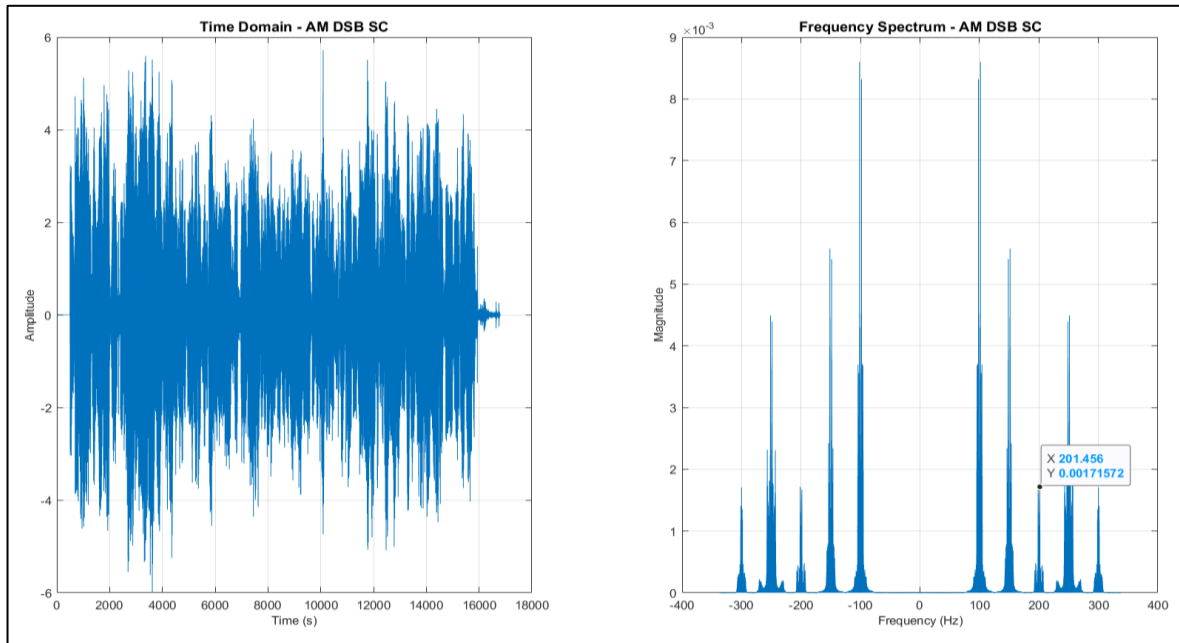 Time Domain - AM DSB SC
6
4
2
0
-2
-4
-6
Amplitude
0 2000 4000 6000 8000 10000 12000 14000 16000 18000
Time (s)
Frequency Spectrum - AM DSB SC
×10⁻³
9
8
7
6
5
4
3
2
1
0
Magnitude
X 201.456
Y 0.00171572
-400 -300 -200 -100 0 100 200 300 400
Frequency (Hz)